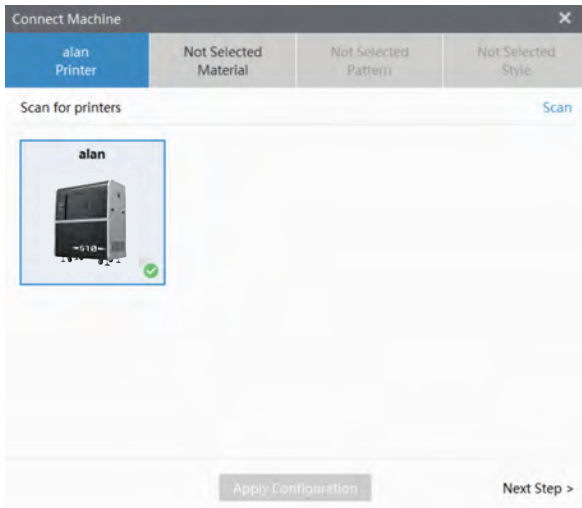 Connect Machine
alan
Printer
Not Selected
Material
Not Selected
Pattern
Not Selected
Style
Scan for printers
Scan
alan
S10
Apply Configuration
Next Step >